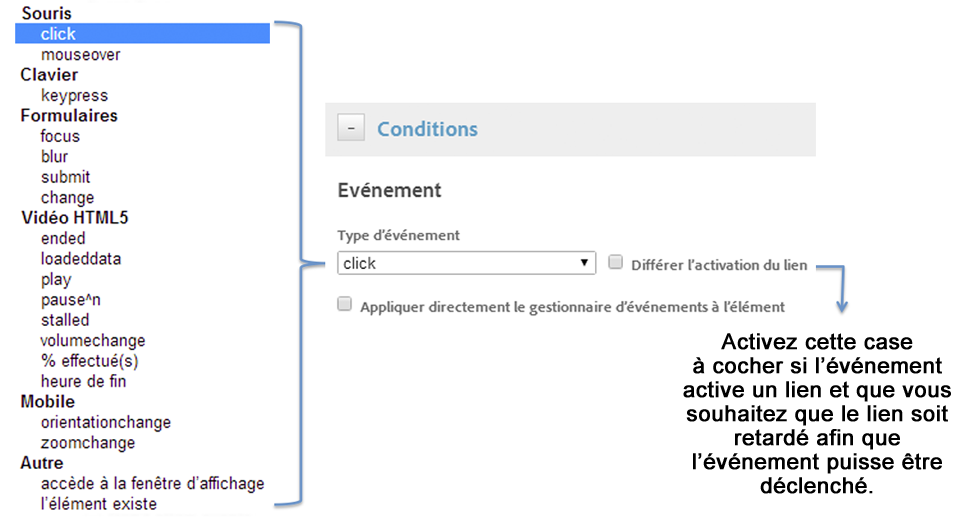 Souris
click
mouseover
Clavier
keypress
Formulaires
focus
blur
submit
change
Vidéo HTML5
ended
loadeddata
play
pause^n
stalled
volumechange
% effectué(s)
heure de fin
Mobile
orientationchange
zoomchange
Autre
accède à la fenêtre d'affichage
l'élément existe
- Conditions
Evénement
Type d'événement
click ▼ Différer l'activation du lien
Appliquer directement le gestionnaire d'événements à l'élément
Activez cette case
à cocher si l'événement
active un lien et que vous
souhaitez que le lien soit
retardé afin que
l'événement puisse être
déclenché.